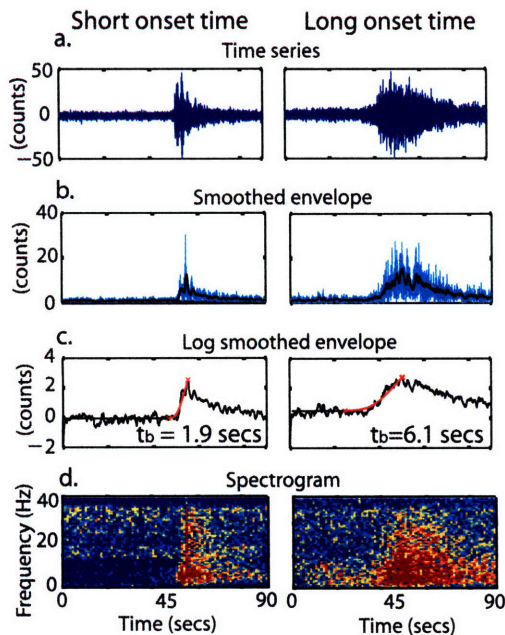 Short onset time Long onset time
a.
Time series
50
0
−50
(counts)
b.
Smoothed envelope
40
20
0
(counts)
c.
Log smoothed envelope
4
2
0
−2
(counts)
t_b = 1.9 secs t_b=6.1 secs
d.
Spectrogram
40
20
0
Frequency (Hz)
0 45 90 0 45 90
Time (secs) Time (secs)